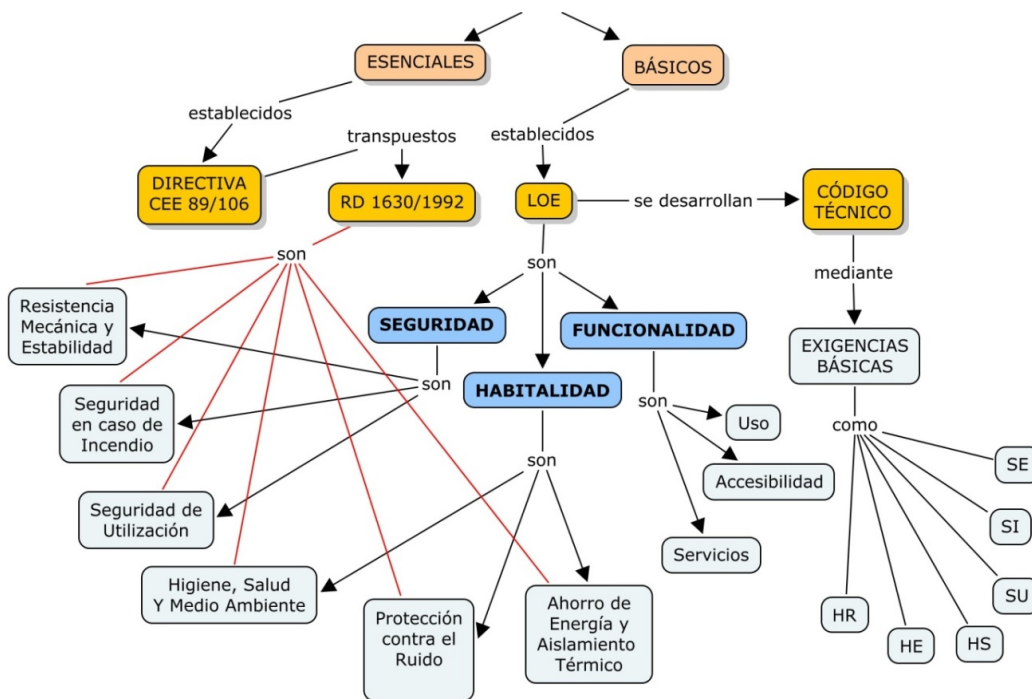 ESENCIALES
BÁSICOS
establecidos
transpuestos
establecidos
DIRECTIVA
CEE 89/106
RD 1630/1992
LOE
se desarrollan
CÓDIGO
TÉCNICO
son
son
mediante
Resistencia
Mecánica y
Estabilidad
SEGURIDAD
FUNCIONALIDAD
EXIGENCIAS
BÁSICAS
son
HABITALIDAD
son
Seguridad
en caso de
Incendio
Uso
como
son
Accesibilidad
SE
Seguridad de
Utilización
SI
Servicios
Higiene, Salud
Y Medio Ambiente
Protección
contra el
Ruido
Ahorro de
Energía y
Aislamiento
Térmico
SU
HR
HE
HS